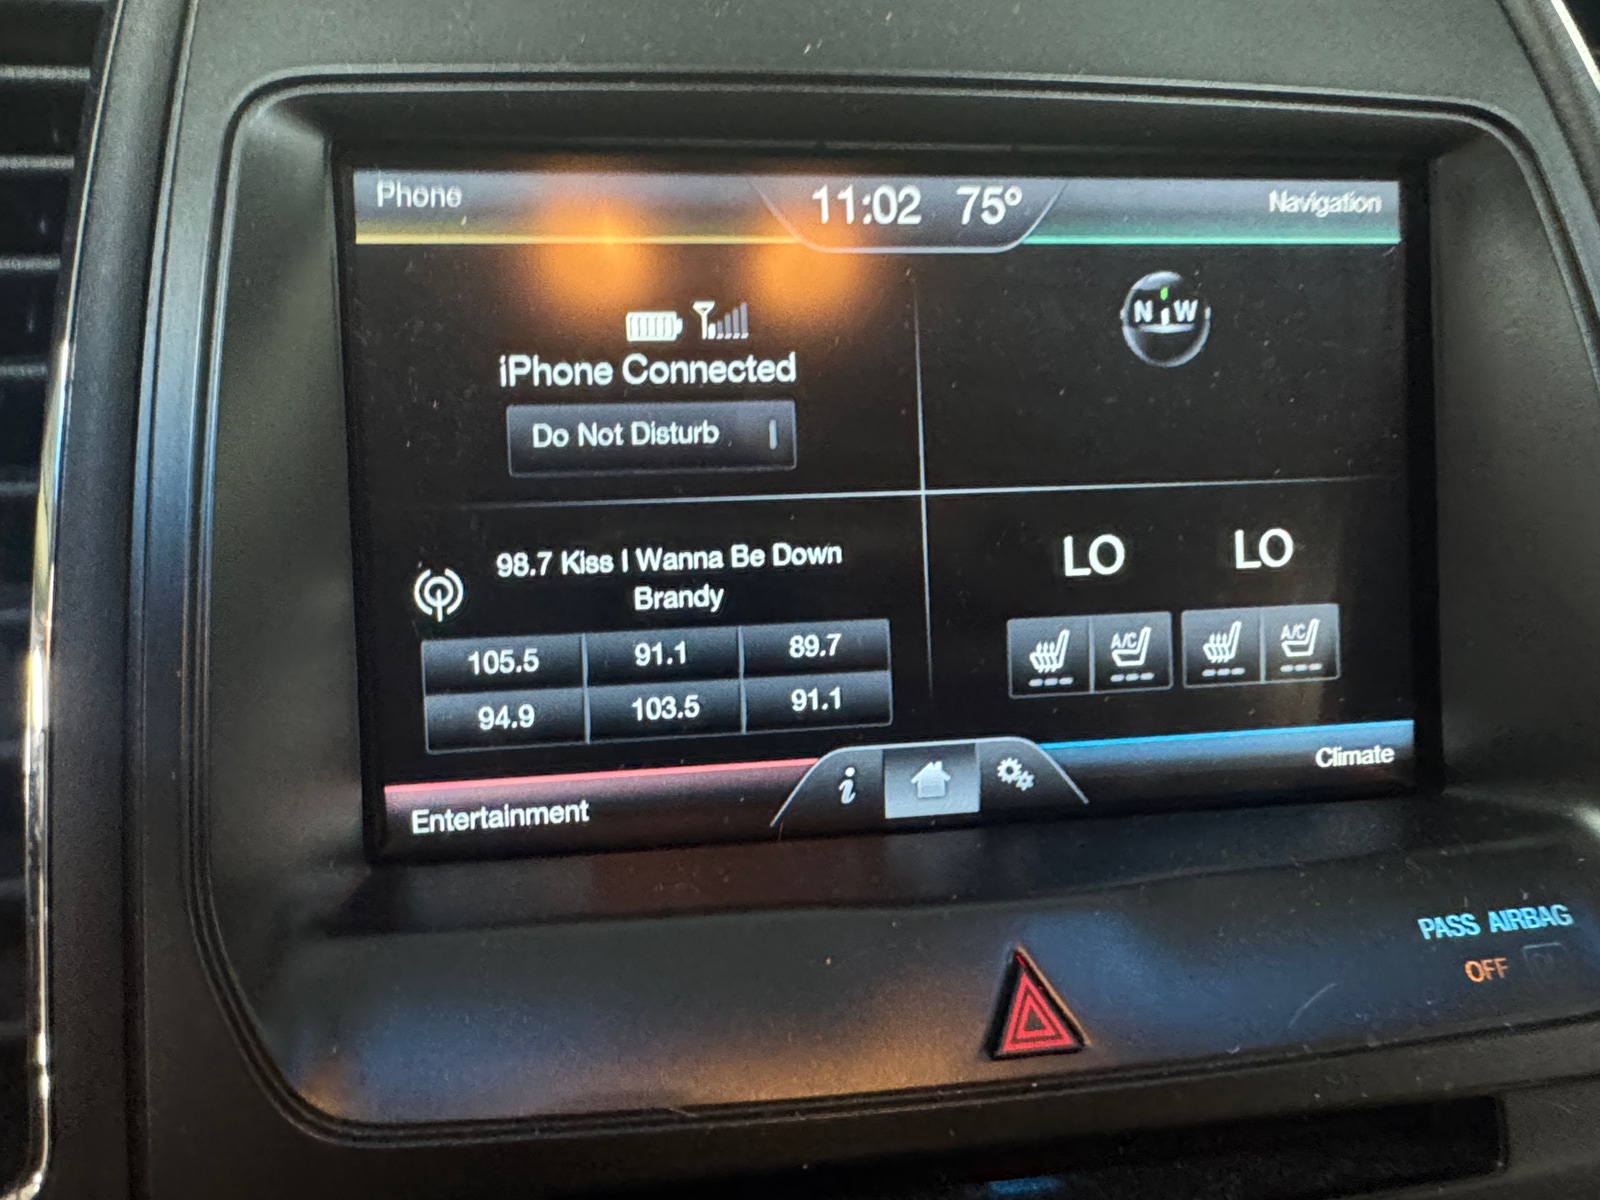 Phone
11:02 75°
Navigation
iPhone Connected
Do Not Disturb
N W
98.7 Kiss I Wanna Be Down
Brandy
105.5 91.1 89.7
94.9 103.5 91.1
LO LO
A/C A/C
Entertainment
i
Climate
PASS AIRBAG
OFF